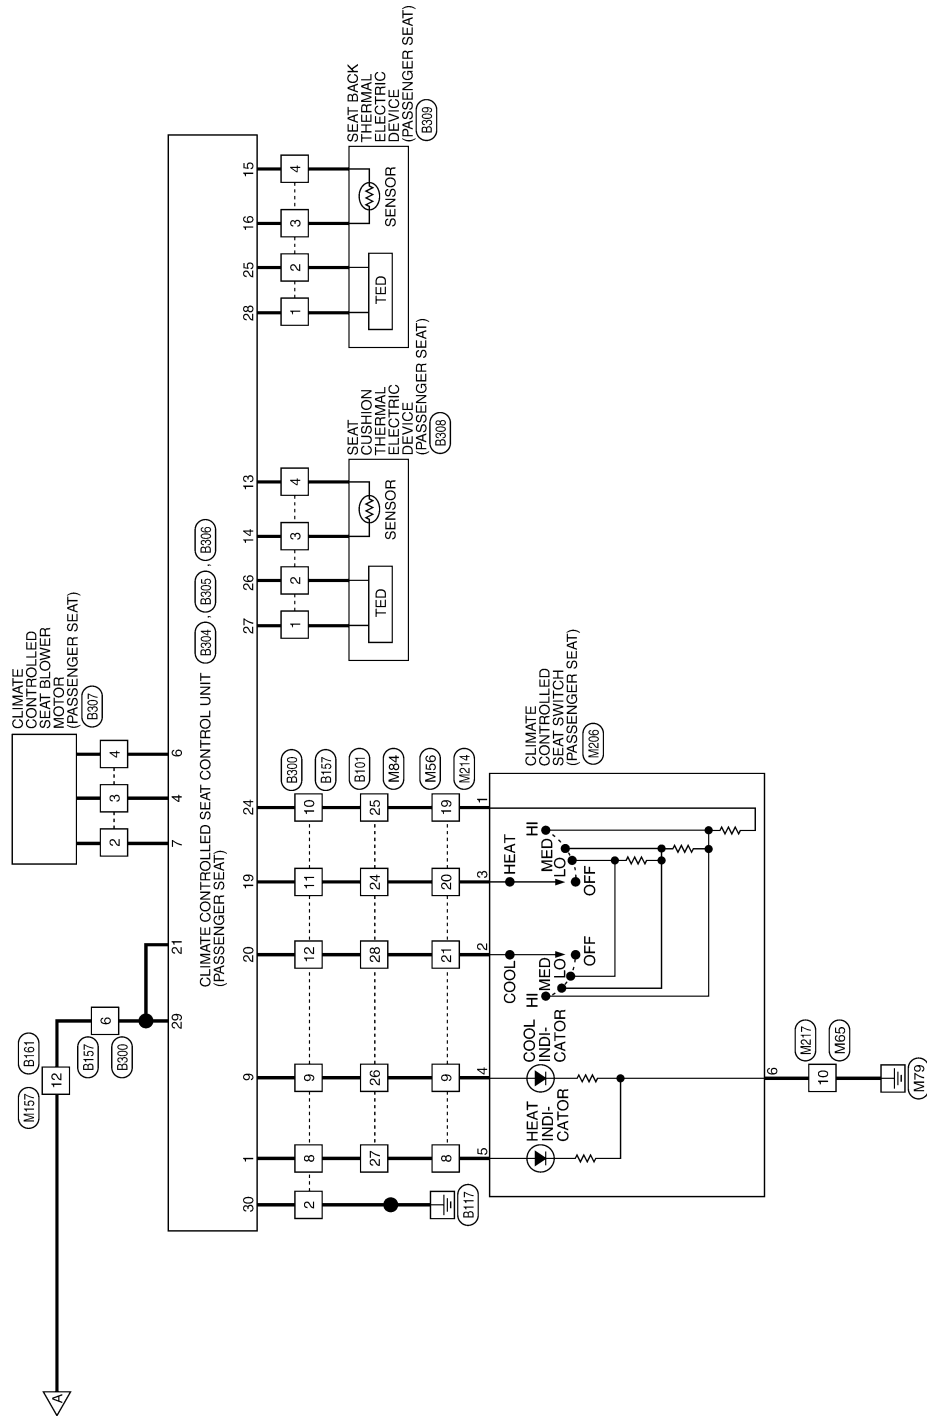 A
M157
12
B161
6
B157
B300
29
21
CLIMATE
CONTROLLED
SEAT BLOWER
MOTOR
(PASSENGER SEAT)
B307
2
3
4
7
4
6
CLIMATE CONTROLLED SEAT CONTROL UNIT
(PASSENGER SEAT)
B304 , B305 , B306
30
1
9
20
19
24
27
26
14
13
28
25
16
15
2
8
9
12
11
10
B300
B157
27
26
28
24
25
B101
M84
B117
8
9
21
20
19
M56
M214
1
2
3
4
SEAT
CUSHION
THERMAL
ELECTRIC
DEVICE
(PASSENGER SEAT)
B308
TED
SENSOR
1
2
3
4
SEAT BACK
THERMAL
ELECTRIC
DEVICE
(PASSENGER SEAT)
B309
TED
SENSOR
5
4
2
3
1
CLIMATE
CONTROLLED
SEAT SWITCH
(PASSENGER SEAT)
M206
HEAT
INDI-
CATOR
COOL
INDI-
CATOR
COOL
HI
MED
LO
OFF
HEAT
OFF
LO
MED
HI
6
10
M217
M65
M79